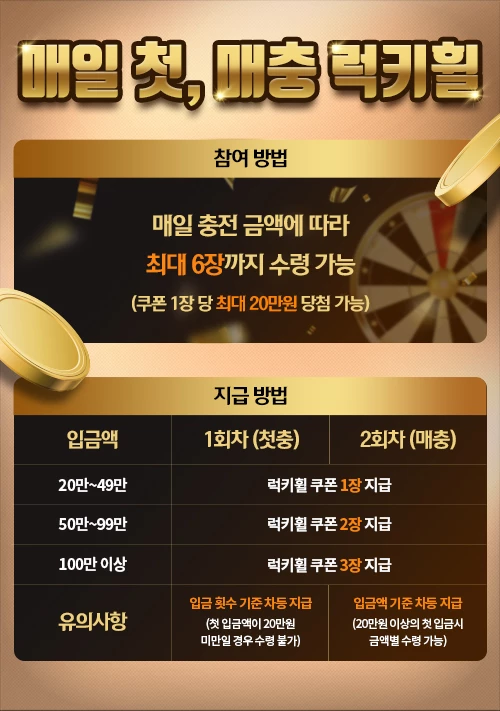 매일 첫, 매충 럭키휠
참여 방법
매일 충전 금액에 따라
최대 6장까지 수령 가능
(쿠폰 1장 당 최대 20만원 당첨 가능)
지급 방법
입금액 1회차 (첫충) 2회차 (매충)
20만~49만 럭키휠 쿠폰 1장 지급
50만~99만 럭키휠 쿠폰 2장 지급
100만 이상 럭키휠 쿠폰 3장 지급
유의사항
입금 횟수 기준 차등 지급
(첫 입금액이 20만원
미만일 경우 수령 불가)
입금액 기준 차등 지급
(20만원 이상의 첫 입금시
금액별 수령 가능)